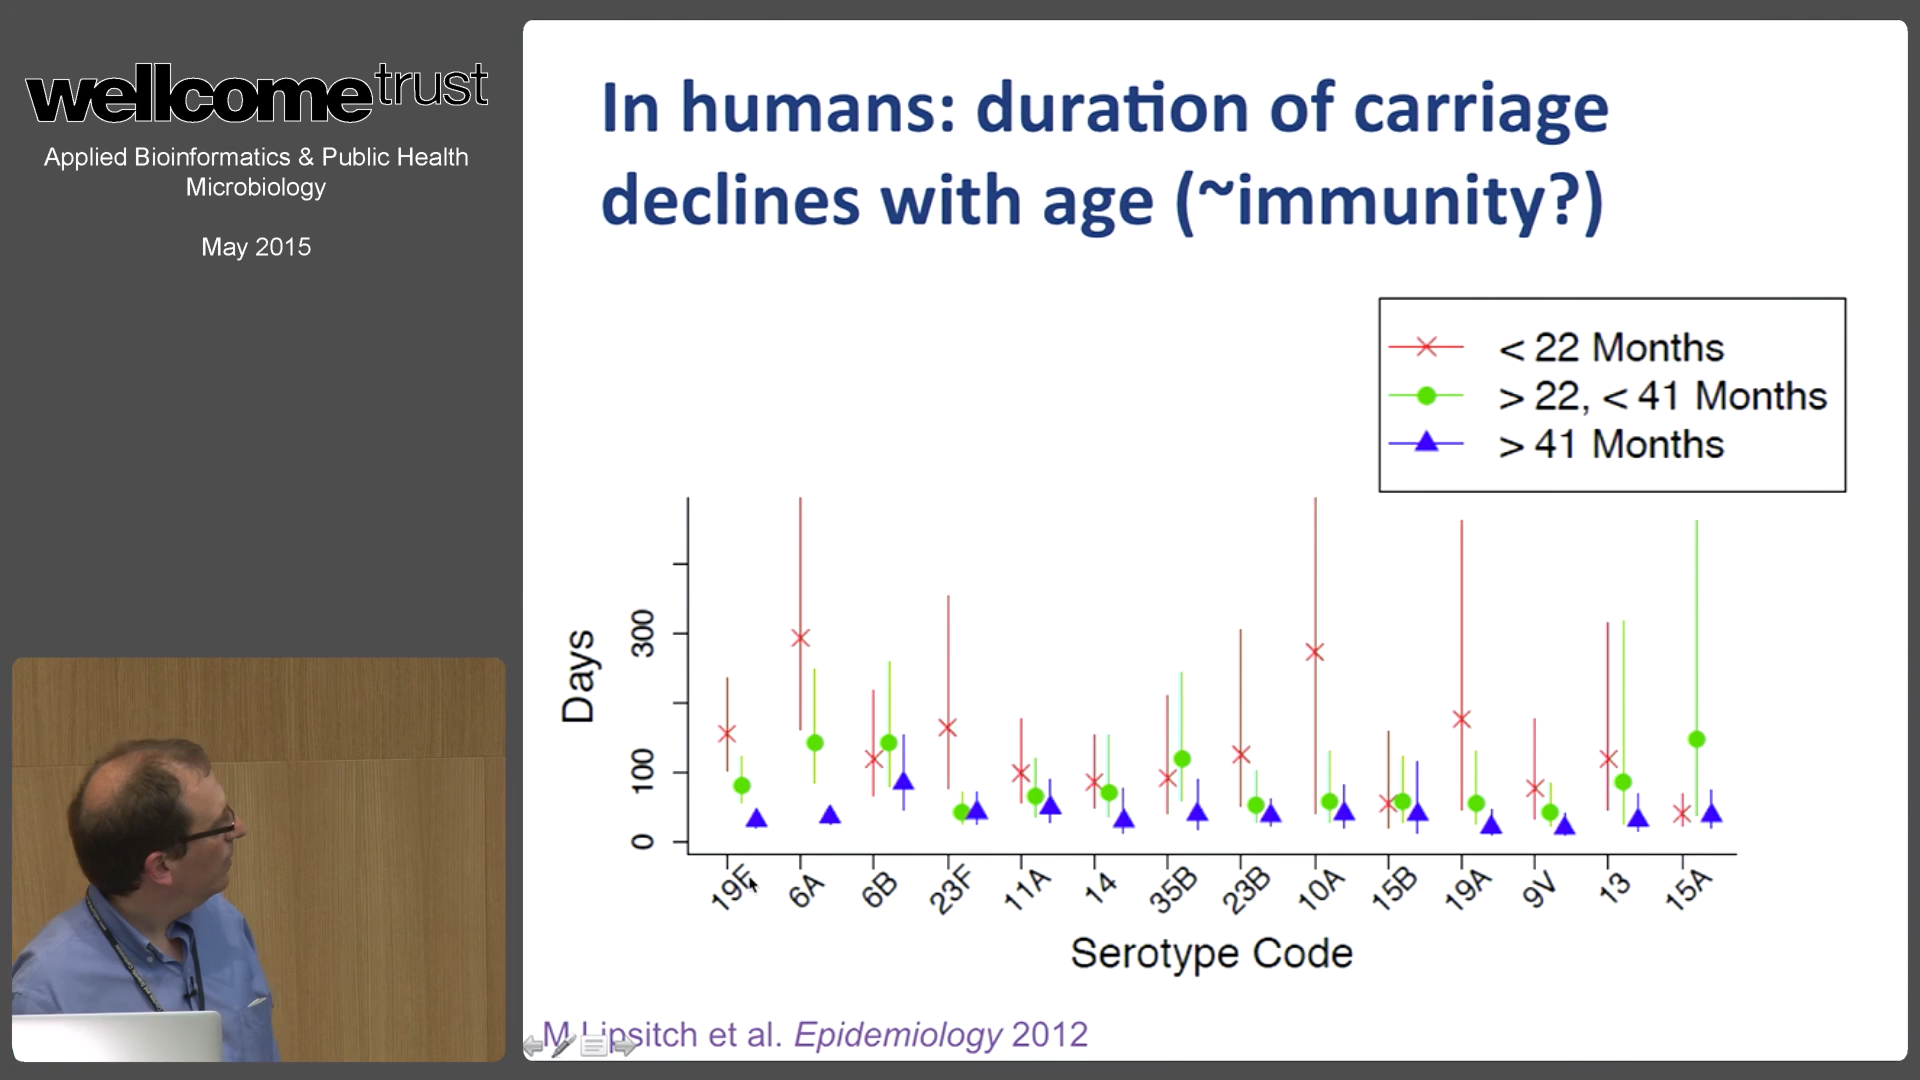 wellcometrust
Applied Bioinformatics & Public Health
Microbiology
May 2015
In humans: duration of carriage
declines with age (~immunity?)
< 22 Months
> 22, < 41 Months
> 41 Months
Days
300
100
0
19F 6A 6B 23F 11A 14 35B 23B 10A 15B 19A 9V 13 15A
Serotype Code
M Lipsitch et al. Epidemiology 2012